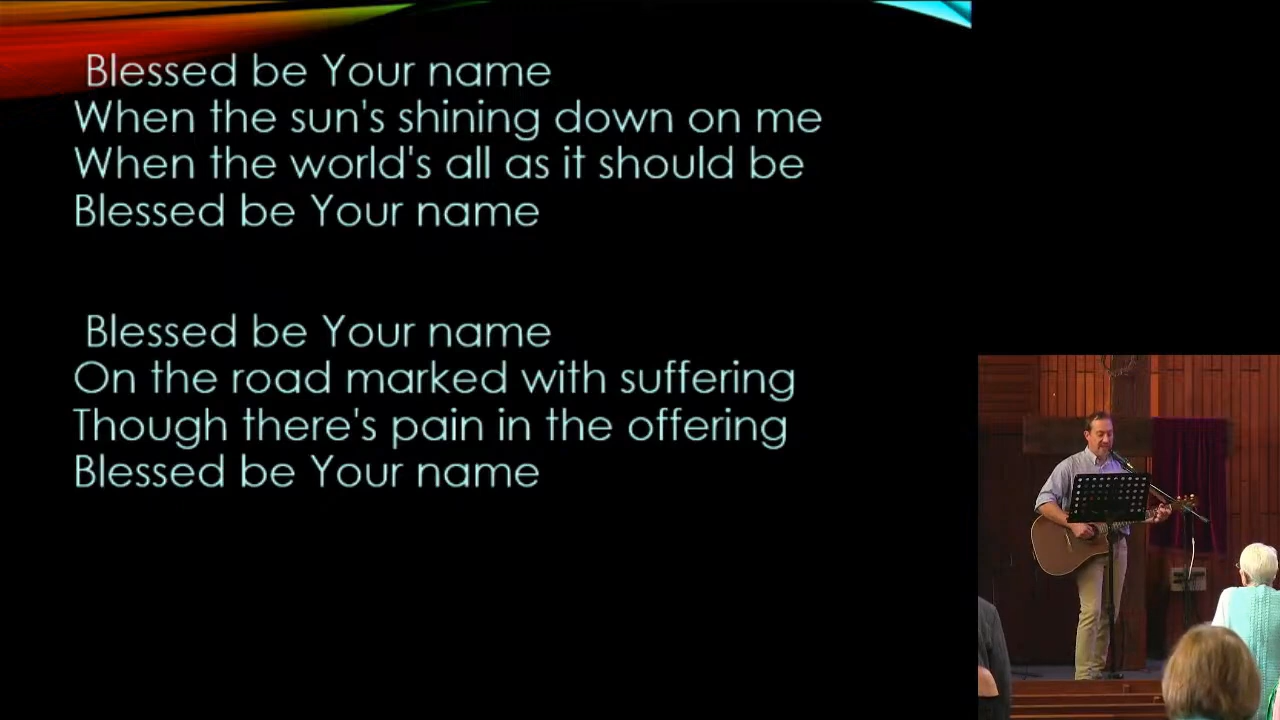 Blessed be Your name
When the sun's shining down on me
When the world's all as it should be
Blessed be Your name
Blessed be Your name
On the road marked with suffering
Though there's pain in the offering
Blessed be Your name